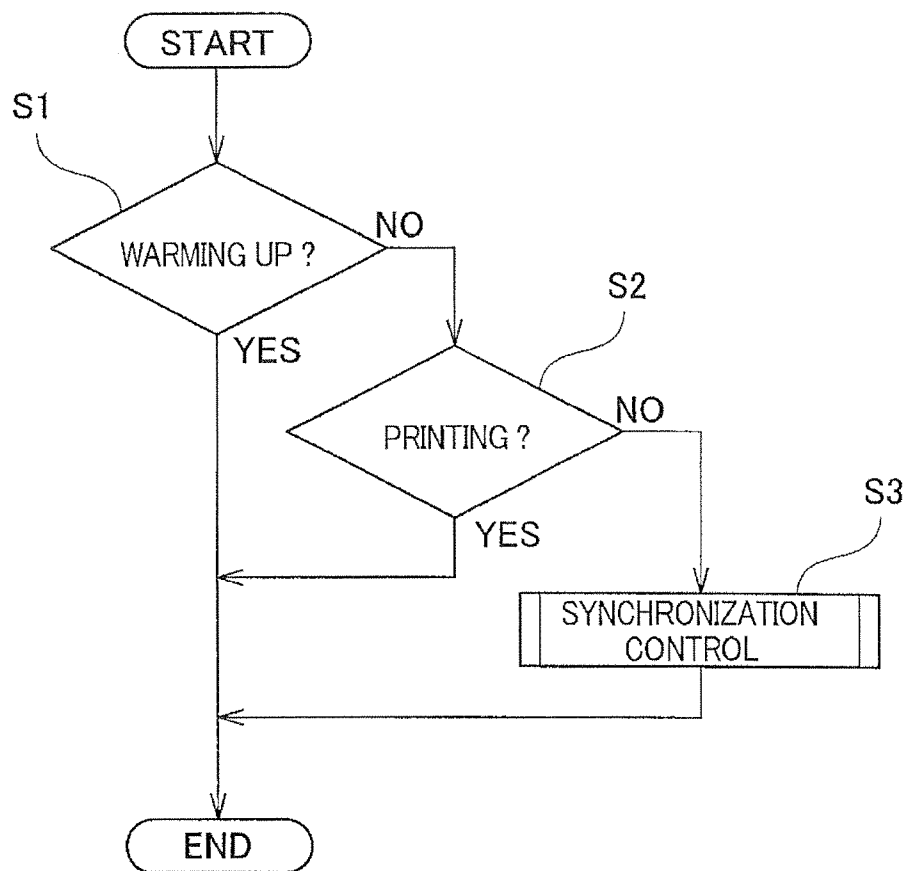 START
S1
NO
WARMING UP ?
S2
YES
NO
PRINTING ?
S3
YES
SYNCHRONIZATION
CONTROL
END